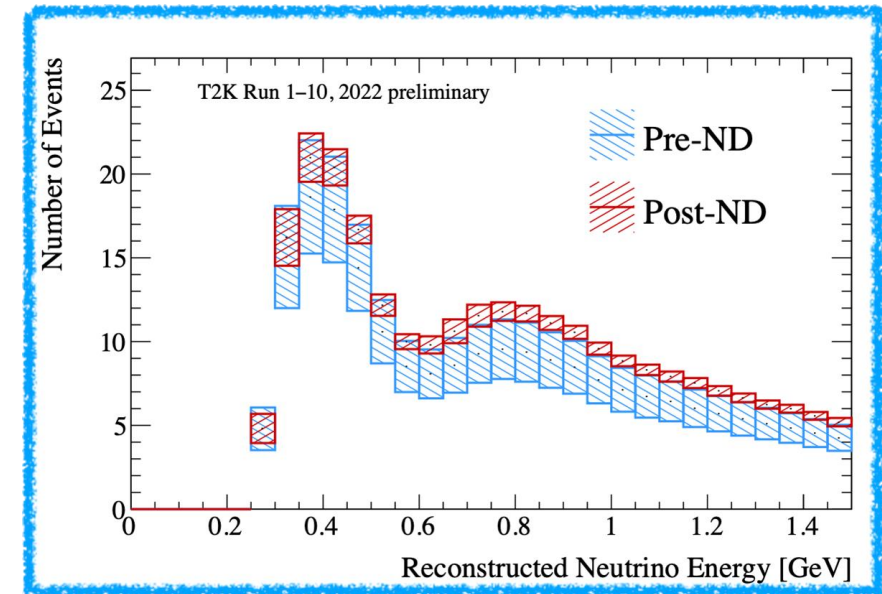 T2K Run 1–10, 2022 preliminary
Pre-ND
Post-ND
Number of Events
25
20
15
10
5
0
0 0.2 0.4 0.6 0.8 1 1.2 1.4
Reconstructed Neutrino Energy [GeV]